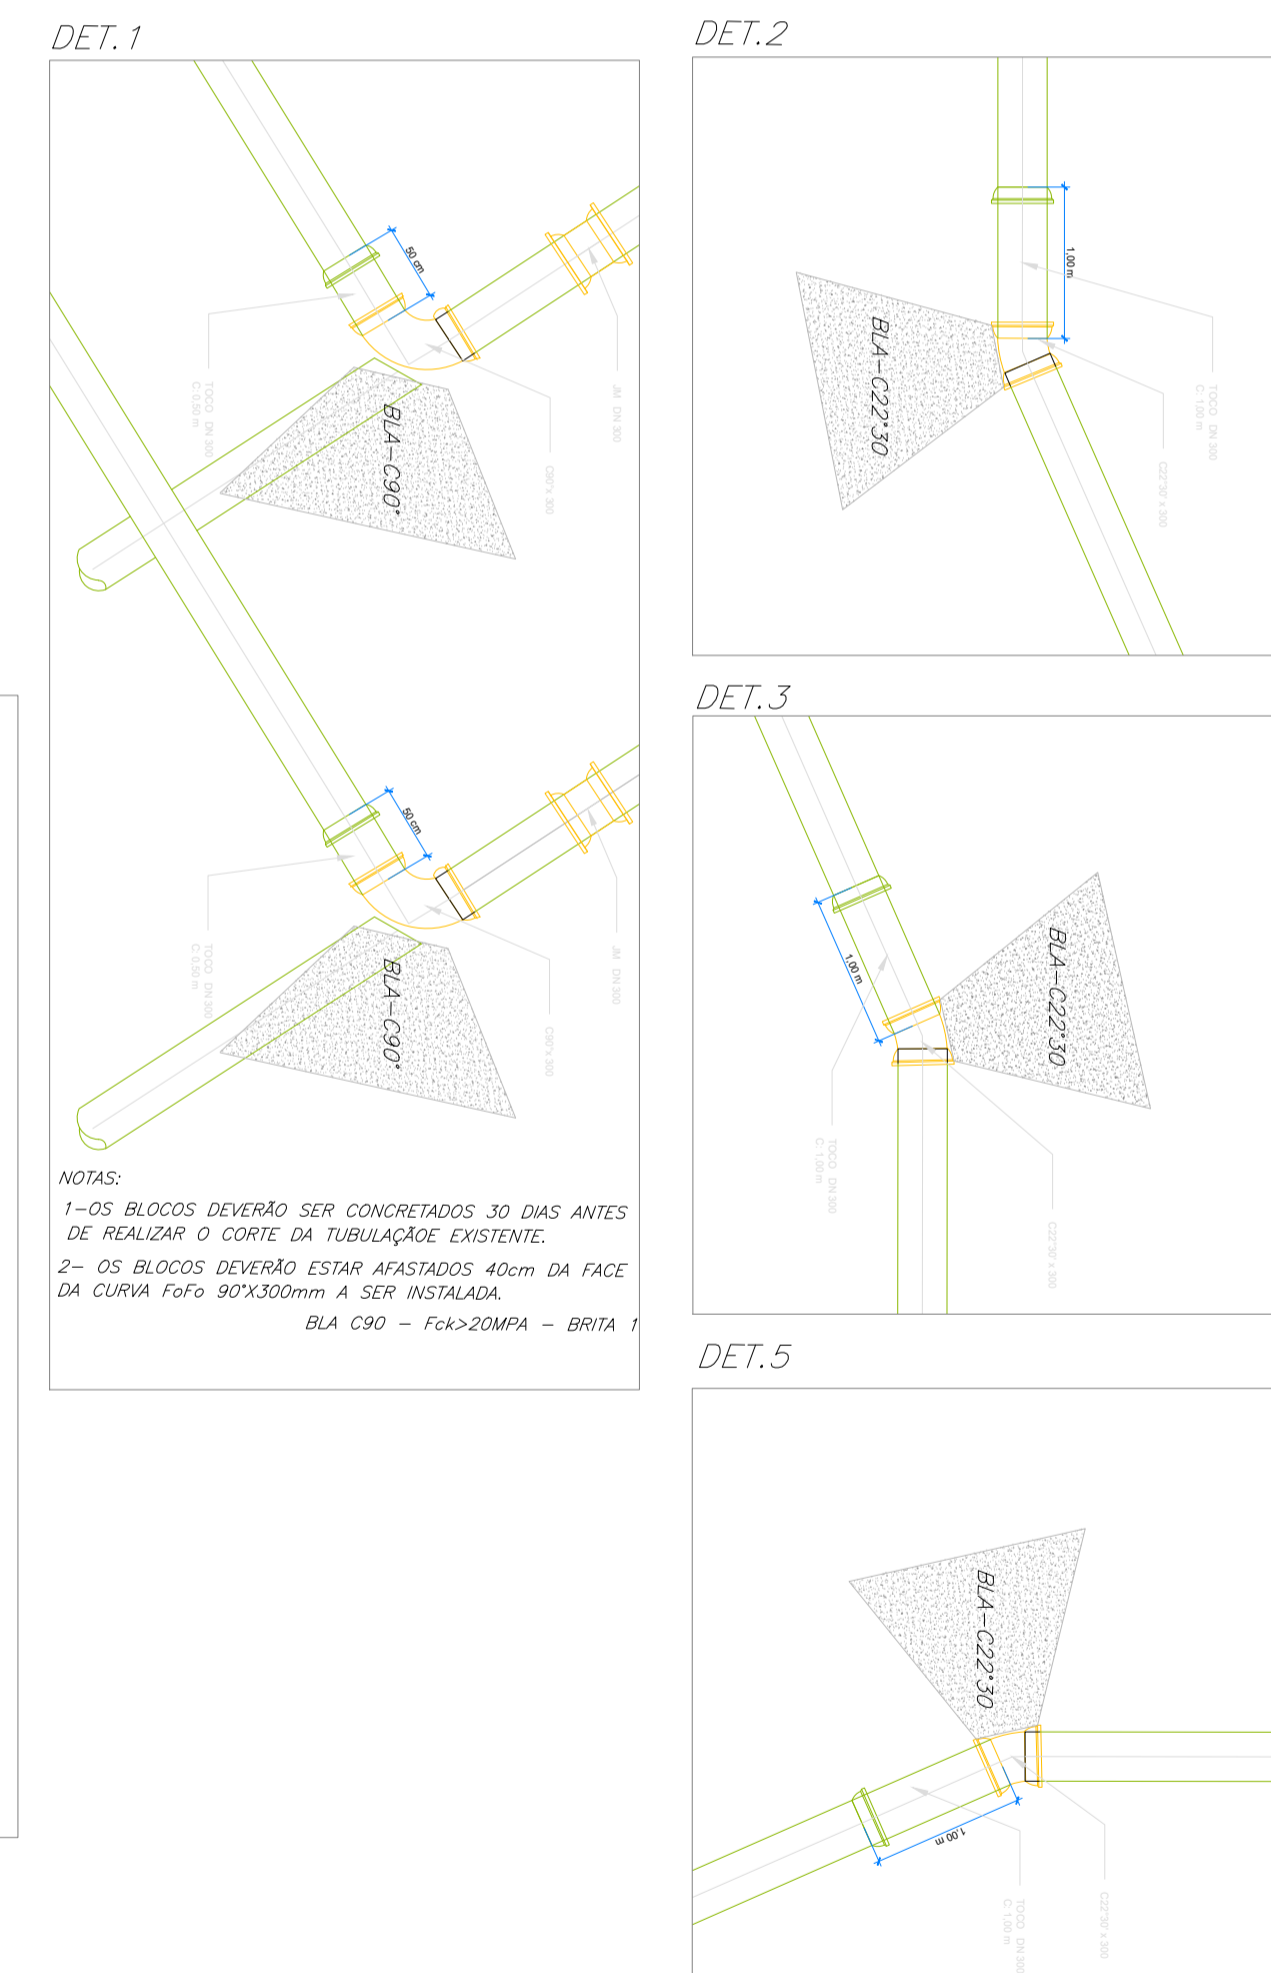 DET.1
50 cm
TOCO DN 300
C: 0.50 m
C90° x 300
JM DN 300
BLA-C90°
50 cm
TOCO DN 300
C: 0.50 m
C90° x 300
JM DN 300
BLA-C90°
NOTAS:
1-OS BLOCOS DEVERÃO SER CONCRETADOS 30 DIAS ANTES
DE REALIZAR O CORTE DA TUBULAÇÃOE EXISTENTE.
2- OS BLOCOS DEVERÃO ESTAR AFASTADOS 40cm DA FACE
DA CURVA FoFo 90°X300mm A SER INSTALADA.
BLA C90 - Fck>20MPA - BRITA 1
DET.2
1,00 m
BLA-C22°30
TOCO DN 300
C: 1,00 m
C22°30' x 300
DET.3
1,00 m
BLA-C22°30
TOCO DN 300
C: 1,00 m
C22°30' x 300
DET.5
BLA-C22°30
1,00 m
TOCO DN 300
C: 1,00 m
C22°30' x 300